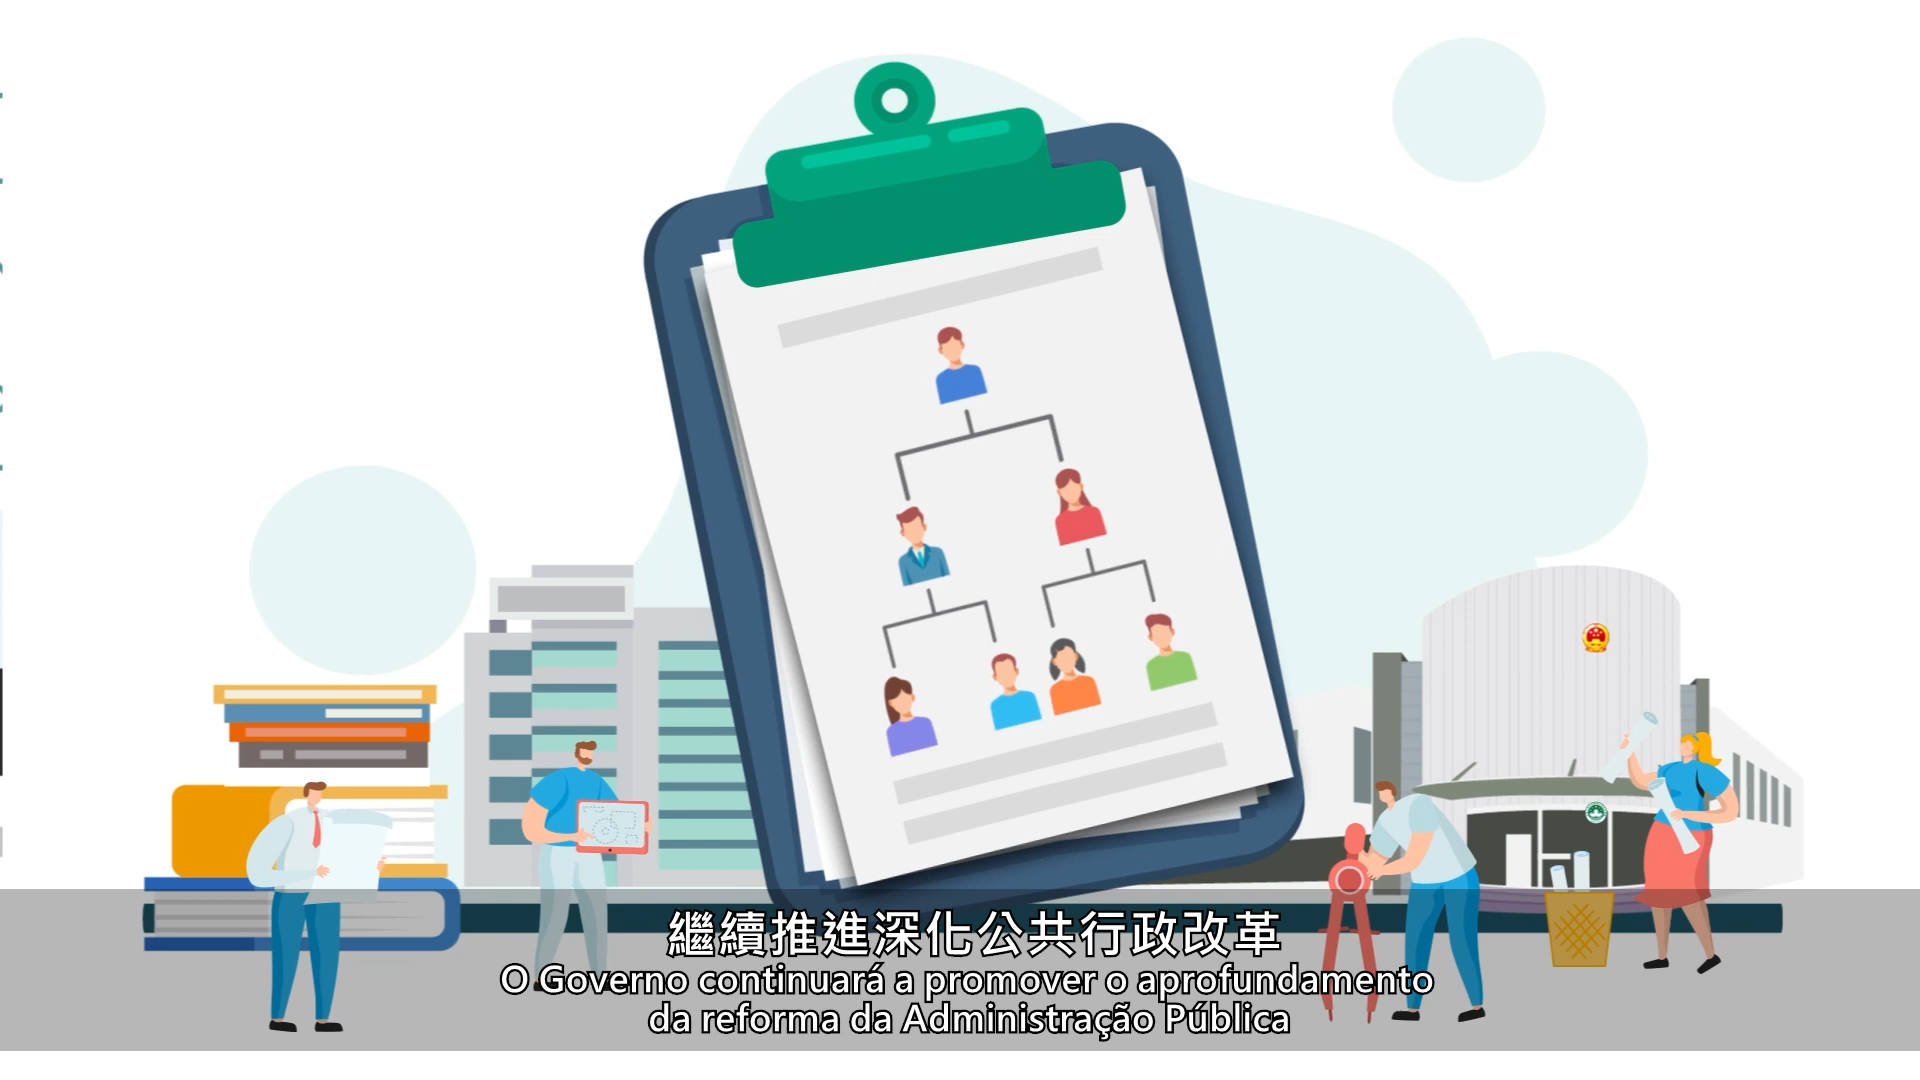 繼續推進深化公共行政改革
O Governo continuará a promover o aprofundamento
da reforma da Administração Pública